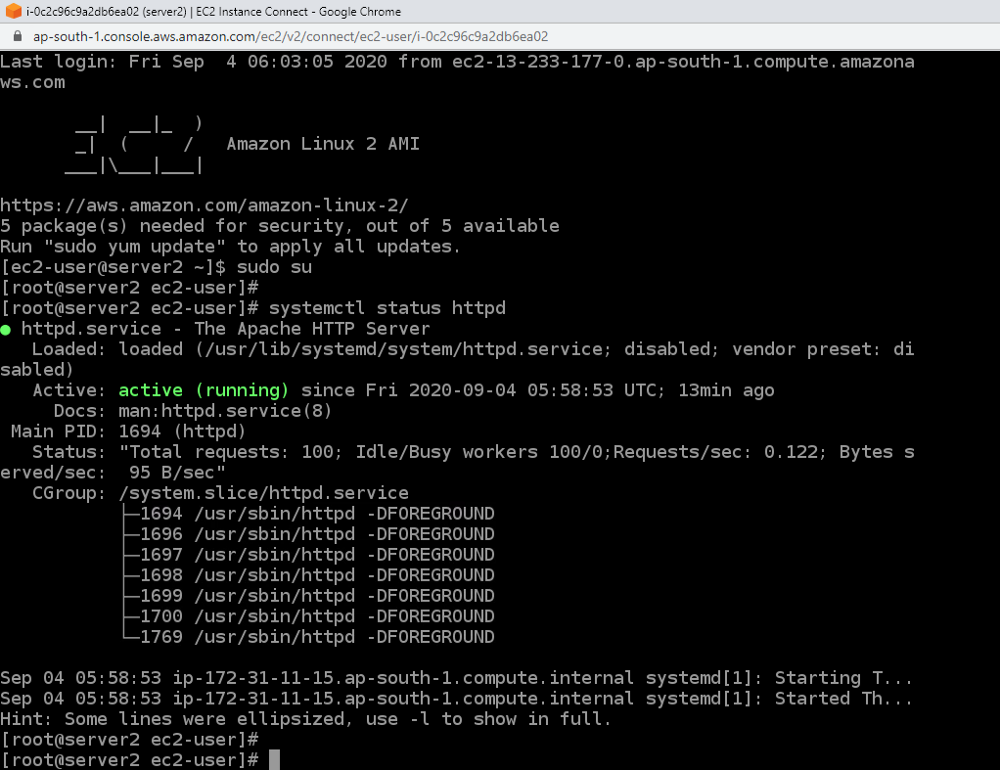 i-0c2c96c9a2db6ea02 (server2) | EC2 Instance Connect - Google Chrome
ap-south-1.console.aws.amazon.com/ec2/v2/connect/ec2-user/i-0c2c96c9a2db6ea02
Last login: Fri Sep  4 06:03:05 2020 from ec2-13-233-177-0.ap-south-1.compute.amazona
ws.com
       __|  __|_  )
       _|  (     /   Amazon Linux 2 AMI
      ___|\___|___|
https://aws.amazon.com/amazon-linux-2/
5 package(s) needed for security, out of 5 available
Run "sudo yum update" to apply all updates.
[ec2-user@server2 ~]$ sudo su
[root@server2 ec2-user]#
[root@server2 ec2-user]# systemctl status httpd
● httpd.service - The Apache HTTP Server
   Loaded: loaded (/usr/lib/systemd/system/httpd.service; disabled; vendor preset: di
sabled)
   Active: active (running) since Fri 2020-09-04 05:58:53 UTC; 13min ago
     Docs: man:httpd.service(8)
 Main PID: 1694 (httpd)
   Status: "Total requests: 100; Idle/Busy workers 100/0;Requests/sec: 0.122; Bytes s
erved/sec:  95 B/sec"
   CGroup: /system.slice/httpd.service
           ├─1694 /usr/sbin/httpd -DFOREGROUND
           ├─1696 /usr/sbin/httpd -DFOREGROUND
           ├─1697 /usr/sbin/httpd -DFOREGROUND
           ├─1698 /usr/sbin/httpd -DFOREGROUND
           ├─1699 /usr/sbin/httpd -DFOREGROUND
           ├─1700 /usr/sbin/httpd -DFOREGROUND
           └─1769 /usr/sbin/httpd -DFOREGROUND
Sep 04 05:58:53 ip-172-31-11-15.ap-south-1.compute.internal systemd[1]: Starting T...
Sep 04 05:58:53 ip-172-31-11-15.ap-south-1.compute.internal systemd[1]: Started Th...
Hint: Some lines were ellipsized, use -l to show in full.
[root@server2 ec2-user]#
[root@server2 ec2-user]#